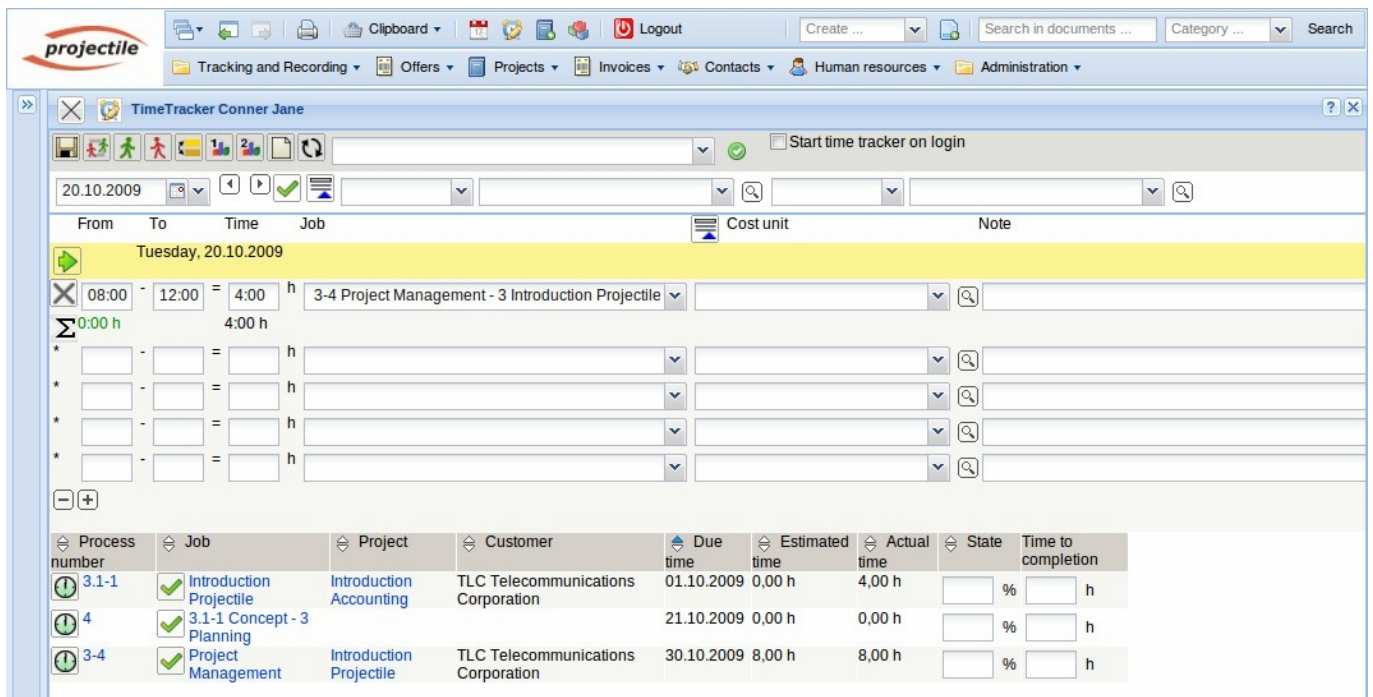 projectile
Clipboard
Logout
Create ...
Search in documents ...
Category ...
Search
Tracking and Recording
Offers
Projects
Invoices
Contacts
Human resources
Administration
TimeTracker Conner Jane
Start time tracker on login
20.10.2009
From To Time Job Cost unit Note
Tuesday, 20.10.2009
08:00 - 12:00 = 4:00 h 3-4 Project Management - 3 Introduction Projectile
Σ 0:00 h 4:00 h
* - = h
* - = h
* - = h
* - = h
Process number Job Project Customer Due time Estimated time Actual time State Time to completion
3.1-1 Introduction Projectile Introduction Accounting TLC Telecommunications Corporation 01.10.2009 0,00 h 4,00 h % h
4 3.1-1 Concept - 3 Planning 21.10.2009 0,00 h 0,00 h % h
3-4 Project Management Introduction Projectile TLC Telecommunications Corporation 30.10.2009 8,00 h 8,00 h % h